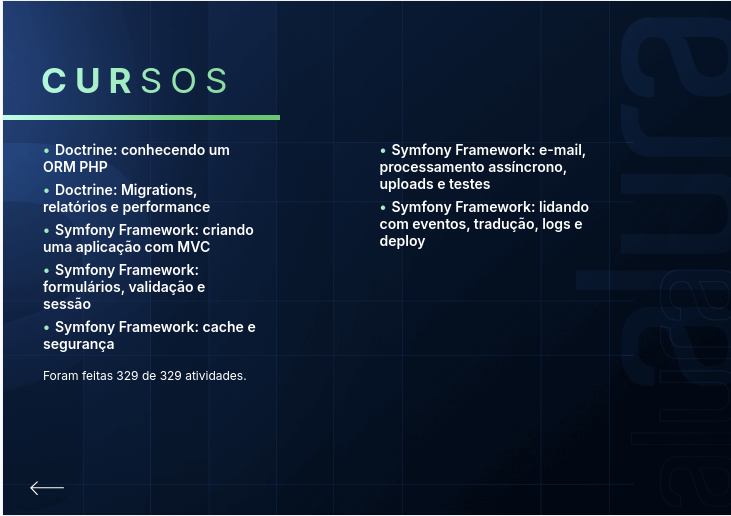 CURSOS
• Doctrine: conhecendo um
ORM PHP
• Doctrine: Migrations,
relatórios e performance
• Symfony Framework: criando
uma aplicação com MVC
• Symfony Framework:
formulários, validação e
sessão
• Symfony Framework: cache e
segurança
Foram feitas 329 de 329 atividades.
• Symfony Framework: e-mail,
processamento assíncrono,
uploads e testes
• Symfony Framework: lidando
com eventos, tradução, logs e
deploy
alura
alura